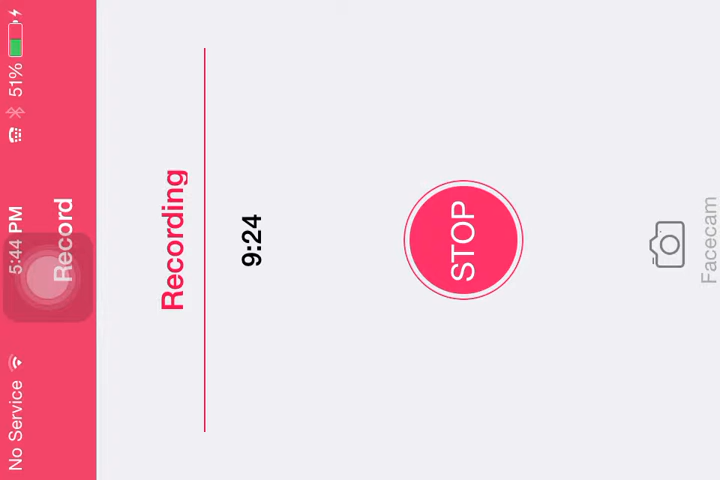 No Service 5:44 PM 51%
Record
Recording
9:24
STOP
Facecam